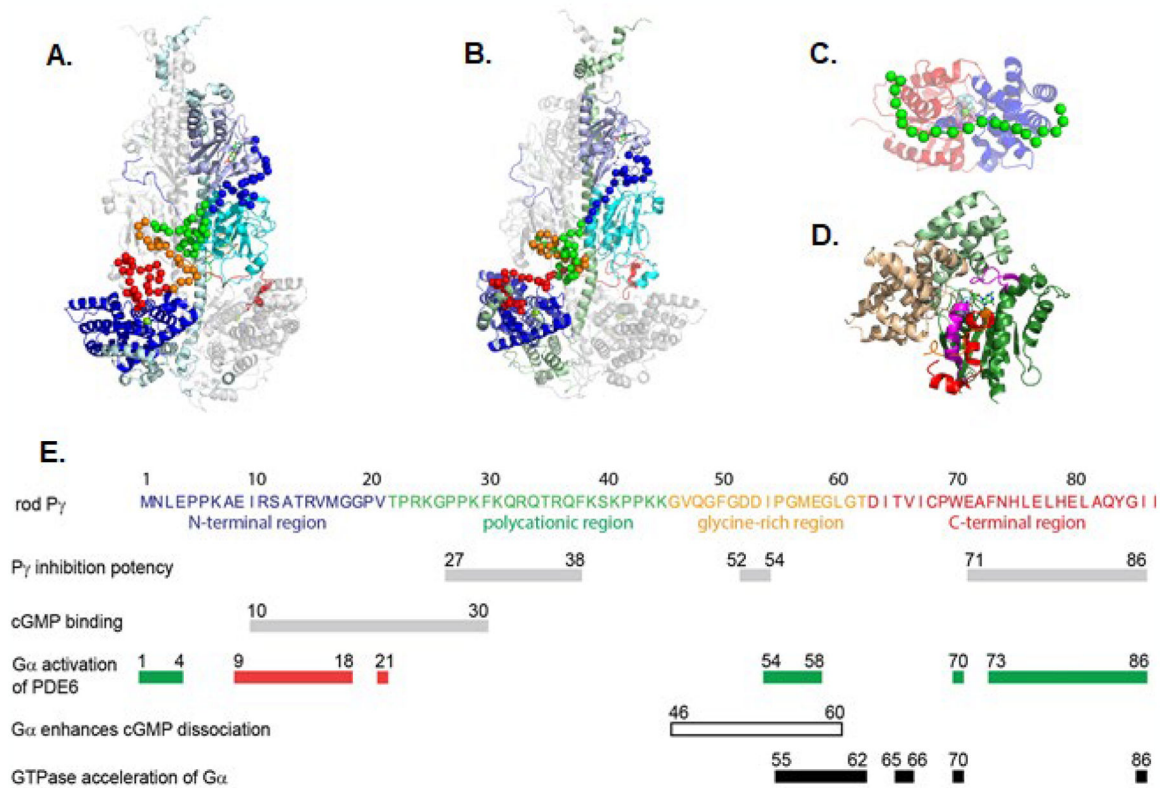 A.
B.
C.
D.
E.
1 10 20 30 40 50 60 70 80
rod Pγ MNLEPPKAEIRSATRVMGGPVTPRKGPPKFKQRQTRQFKSKPPKKGVQGFGDDIPGMEGLGTDITVICPWEAFNHLELHELAQYGII
N-terminal region polycationic region glycine-rich region C-terminal region
Pγ inhibition potency 27 38 52 54 71 86
cGMP binding 10 30
Gα activation of PDE6 1 4 9 18 21 54 58 70 73 86
Gα enhances cGMP dissociation 46 60
GTPase acceleration of Gα 55 62 65 66 70 86